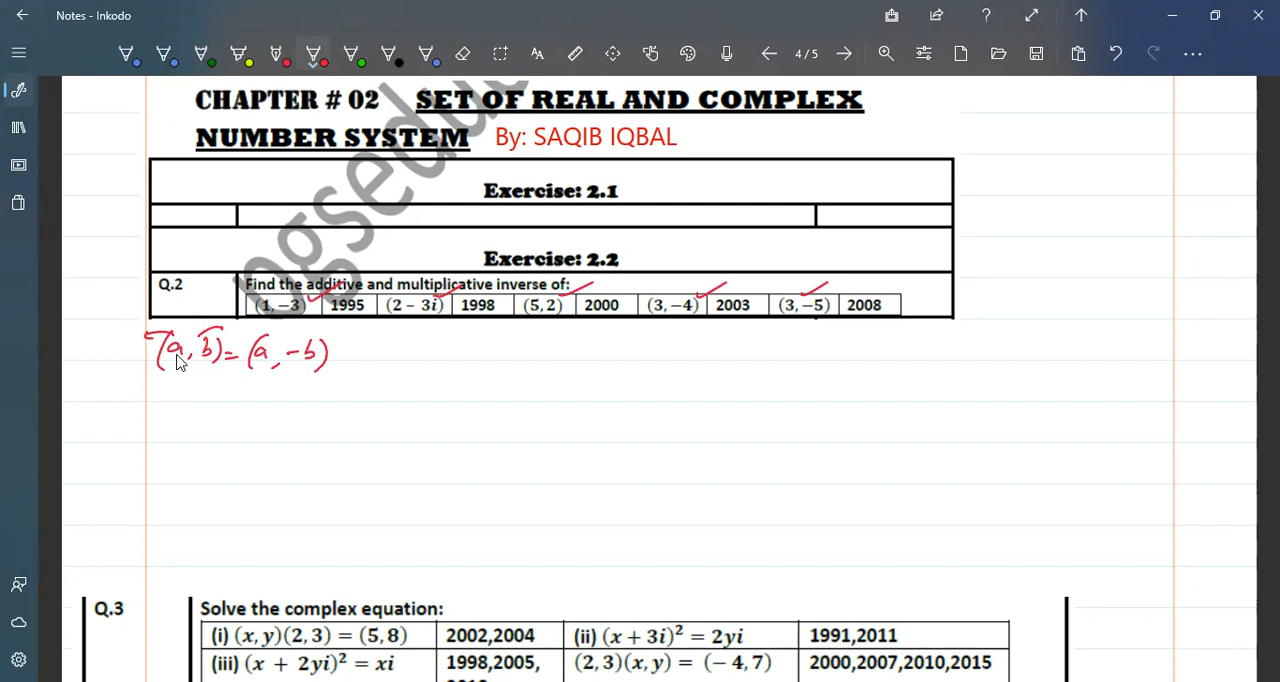 Notes - Inkodo
4/5
CHAPTER # 02 SET OF REAL AND COMPLEX
NUMBER SYSTEM By: SAQIB IQBAL
Exercise: 2.1
Exercise: 2.2
Q.2 Find the additive and multiplicative inverse of:
(1, −3) 1995 (2 − 3i) 1998 (5, 2) 2000 (3, −4) 2003 (3, −5) 2008
(a, b) = (a, -b)
Q.3 Solve the complex equation:
(i) (x, y)(2, 3) = (5, 8) 2002,2004 (ii) (x + 3i)² = 2yi 1991,2011
(iii) (x + 2yi)² = xi 1998,2005, (2, 3)(x, y) = (−4, 7) 2000,2007,2010,2015